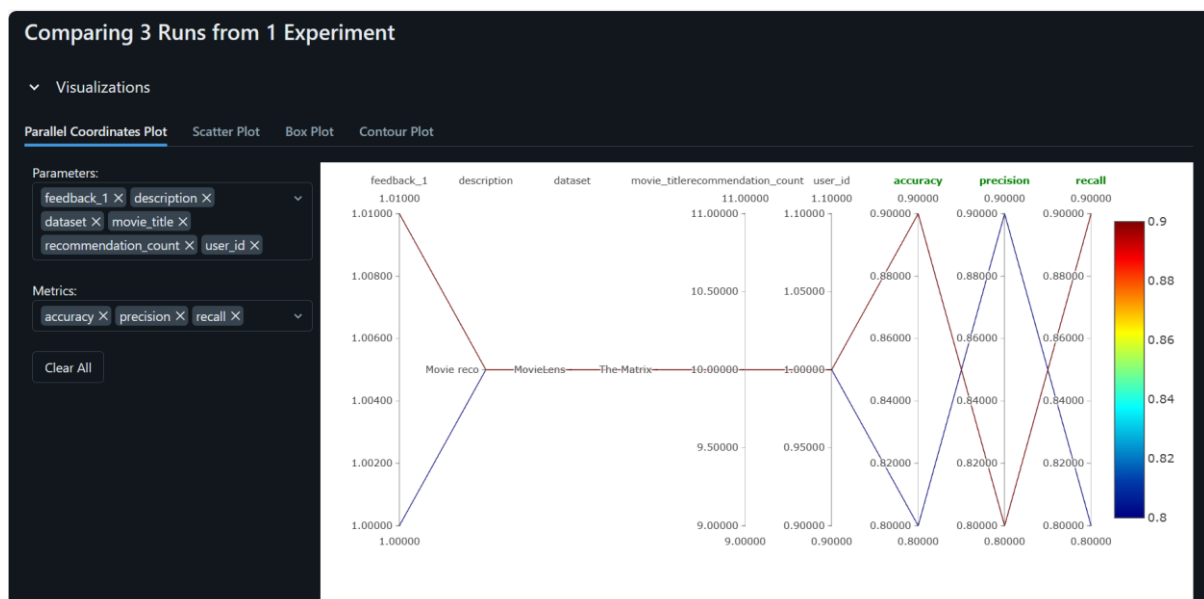 Comparing 3 Runs from 1 Experiment
Visualizations
Parallel Coordinates Plot Scatter Plot Box Plot Contour Plot
Parameters:
feedback_1 × description ×
dataset × movie_title ×
recommendation_count × user_id ×
Metrics:
accuracy × precision × recall ×
Clear All
feedback_1 description dataset movie_title recommendation_count user_id accuracy precision recall
1.01000 11.00000 1.10000 0.90000 0.90000 0.90000
1.01000 11.00000 1.10000 0.90000 0.90000 0.90000 0.9
1.00800 10.50000 1.05000 0.88000 0.88000 0.88000 0.88
1.00600 0.86000 0.86000 0.86000 0.86
Movie reco MovieLens The Matrix 10.00000 1.00000
1.00400 0.84000 0.84000 0.84000 0.84
1.00200 9.50000 0.95000 0.82000 0.82000 0.82000 0.82
1.00000 9.00000 0.90000 0.80000 0.80000 0.80000 0.8
1.00000 9.00000 0.90000 0.80000 0.80000 0.80000